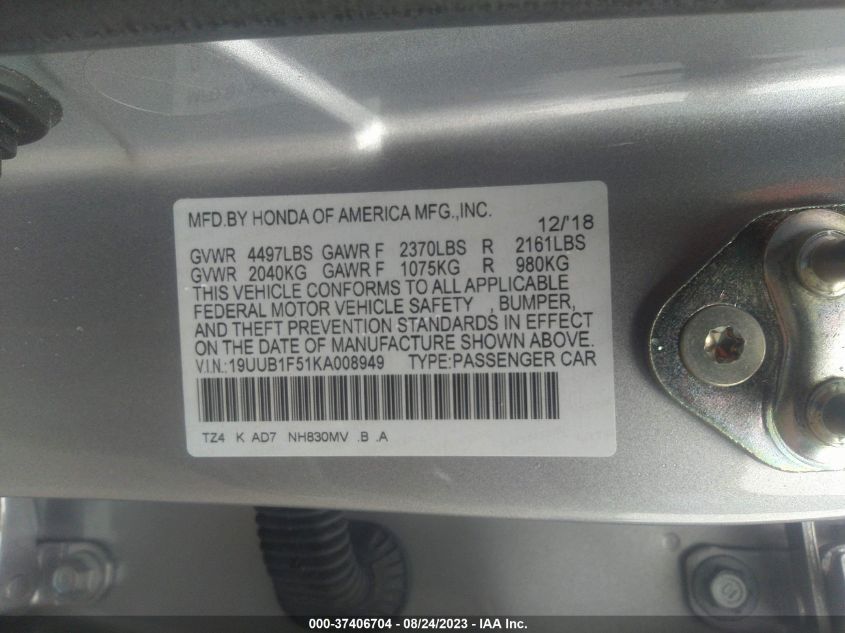 MFD.BY HONDA OF AMERICA MFG.,INC.
12/'18
GVWR 4497LBS GAWR F 2370LBS R 2161LBS
GVWR 2040KG GAWR F 1075KG R 980KG
THIS VEHICLE CONFORMS TO ALL APPLICABLE
FEDERAL MOTOR VEHICLE SAFETY , BUMPER,
AND THEFT PREVENTION STANDARDS IN EFFECT
ON THE DATE OF MANUFACTURE SHOWN ABOVE.
V.I.N.:19UUB1F51KA008949 TYPE:PASSENGER CAR
TZ4 K AD7 NH830MV .B .A
000-37406704 - 08/24/2023 - IAA Inc.